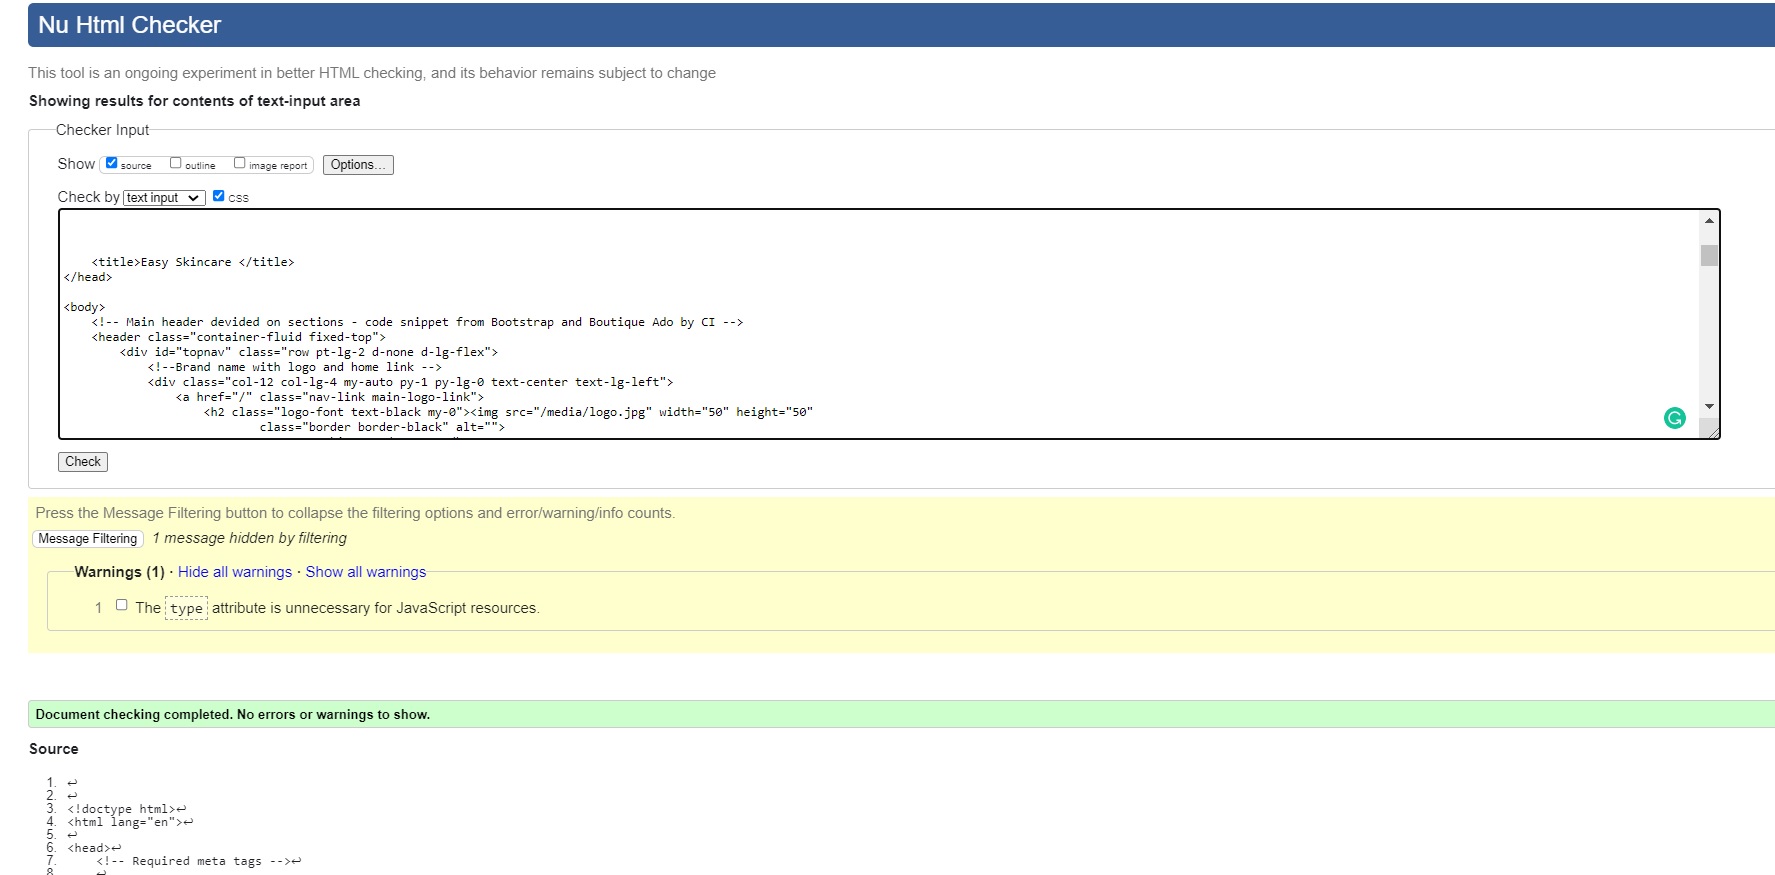 Nu Html Checker
This tool is an ongoing experiment in better HTML checking, and its behavior remains subject to change
Showing results for contents of text-input area
Checker Input
Show source outline image report Options...
Check by text input css
<title>Easy Skincare </title>
</head>
<body>
<!-- Main header devided on sections - code snippet from Bootstrap and Boutique Ado by CI -->
<header class="container-fluid fixed-top">
<div id="topnav" class="row pt-lg-2 d-none d-lg-flex">
<!--Brand name with logo and home link -->
<div class="col-12 col-lg-4 my-auto py-1 py-lg-0 text-center text-lg-left">
<a href="/" class="nav-link main-logo-link">
<h2 class="logo-font text-black my-0"><img src="/media/logo.jpg" width="50" height="50"
class="border border-black" alt="">
Check
Press the Message Filtering button to collapse the filtering options and error/warning/info counts.
Message Filtering 1 message hidden by filtering
Warnings (1) · Hide all warnings · Show all warnings
1 The type attribute is unnecessary for JavaScript resources.
Document checking completed. No errors or warnings to show.
Source
1. ↩
2. ↩
3. <!doctype html>↩
4. <html lang="en">↩
5. ↩
6. <head>↩
7. <!-- Required meta tags -->↩
8. ↩